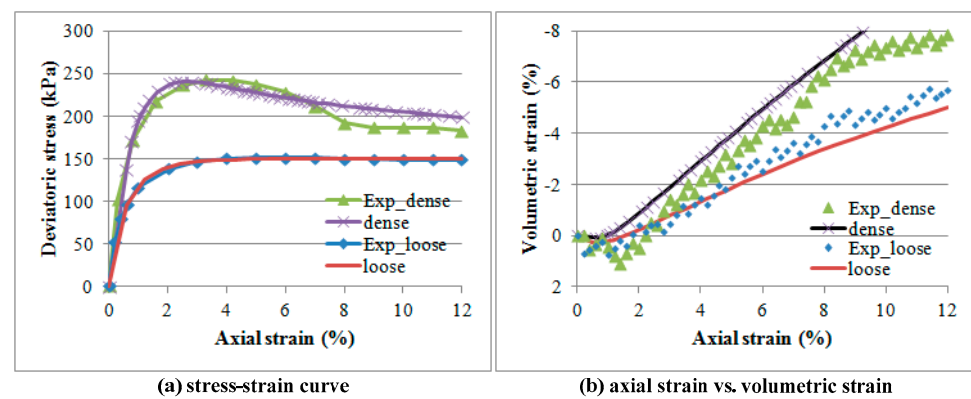 300
250
200
150
100
50
0
Deviatoric stress (kPa)
Exp_dense
dense
Exp_loose
loose
0 2 4 6 8 10 12
Axial strain (%)
(a) stress-strain curve
-8
-6
-4
-2
0
2
Volumetric strain (%)
Exp_dense
dense
Exp_loose
loose
0 2 4 6 8 10 12
Axial strain (%)
(b) axial strain vs. volumetric strain